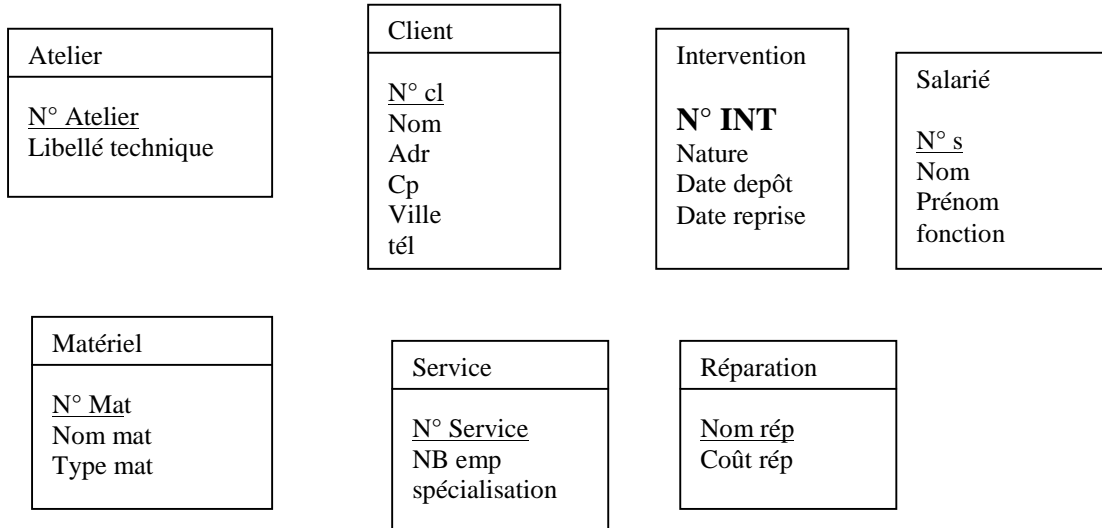 Atelier
N° Atelier
Libellé technique
Client
N° cl
Nom
Adr
Cp
Ville
tél
Intervention
N° INT
Nature
Date depôt
Date reprise
Salarié
N° s
Nom
Prénom
fonction
Matériel
N° Mat
Nom mat
Type mat
Service
N° Service
NB emp
spécialisation
Réparation
Nom rép
Coût rép